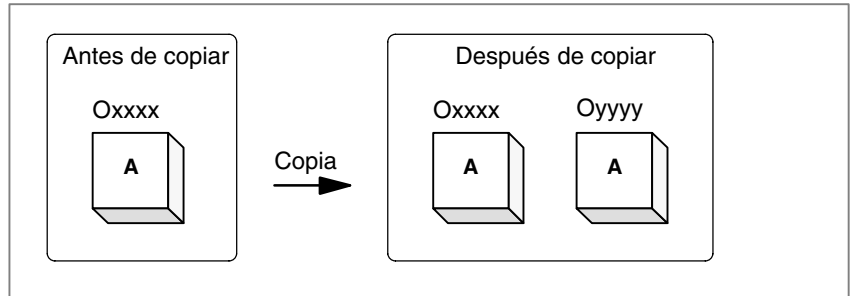 Antes de copiar
Oxxxx
A
Copia
Después de copiar
Oxxxx
Oyyyy
A
A